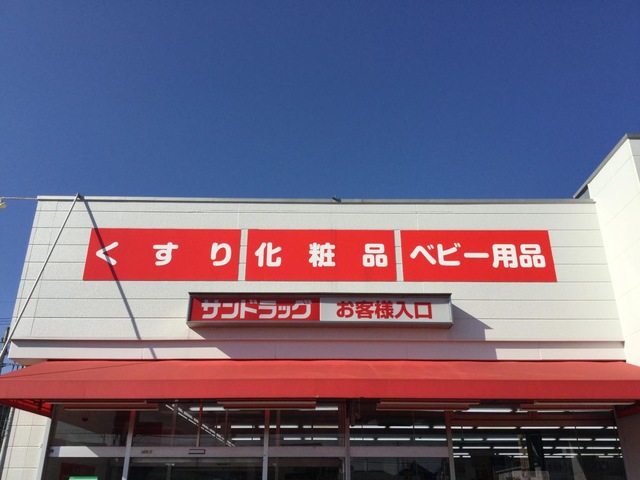 くすり 化粧品 ベビー用品
サンドラッグ お客様入口